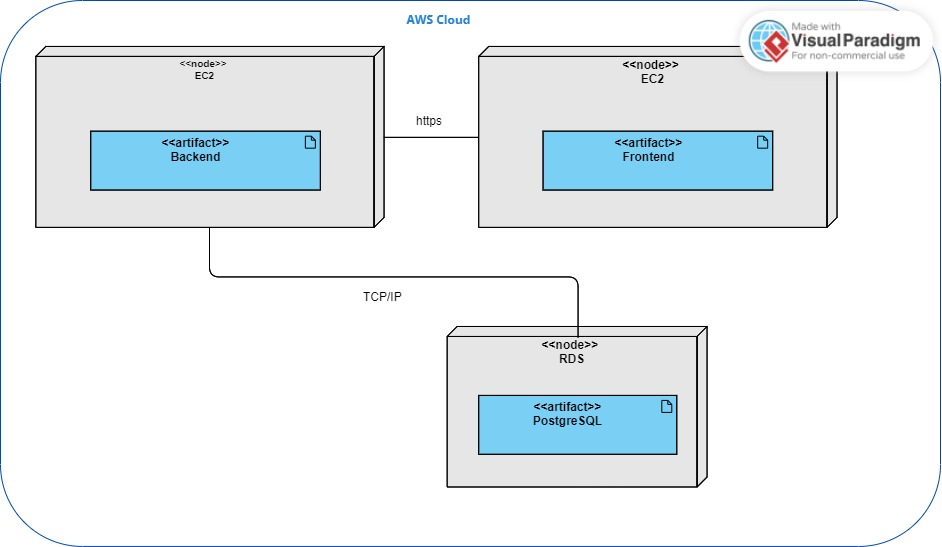 AWS Cloud
Made with
Visual Paradigm
For non-commercial use
<<node>>
EC2
<<artifact>>
Backend
https
<<node>>
EC2
<<artifact>>
Frontend
TCP/IP
<<node>>
RDS
<<artifact>>
PostgreSQL